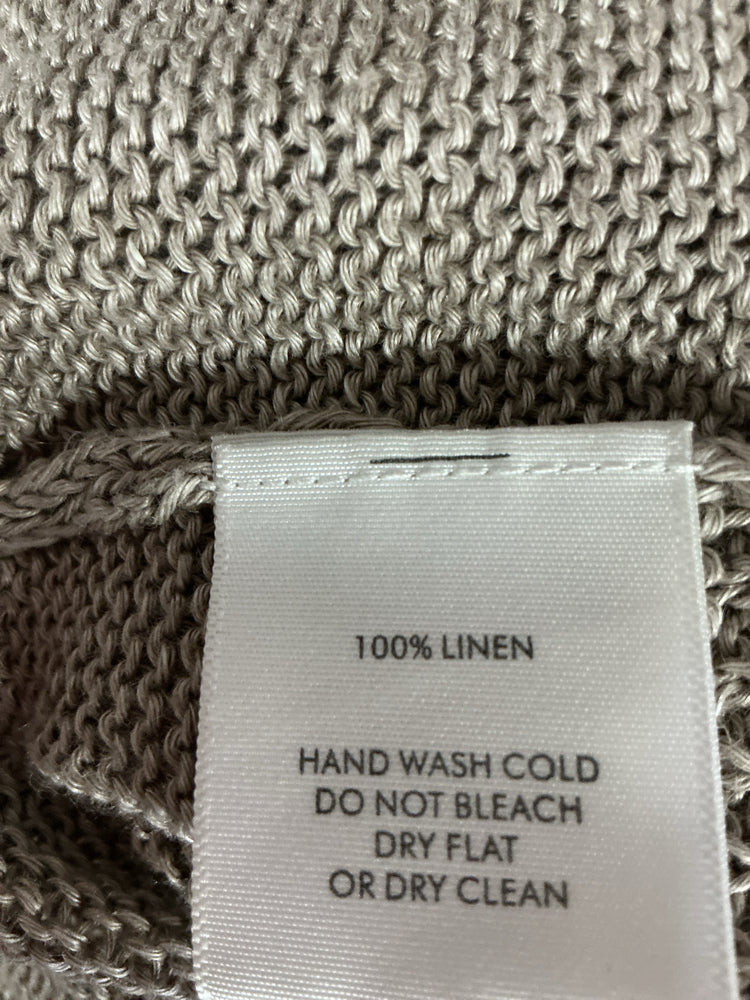 100% LINEN
HAND WASH COLD
DO NOT BLEACH
DRY FLAT
OR DRY CLEAN